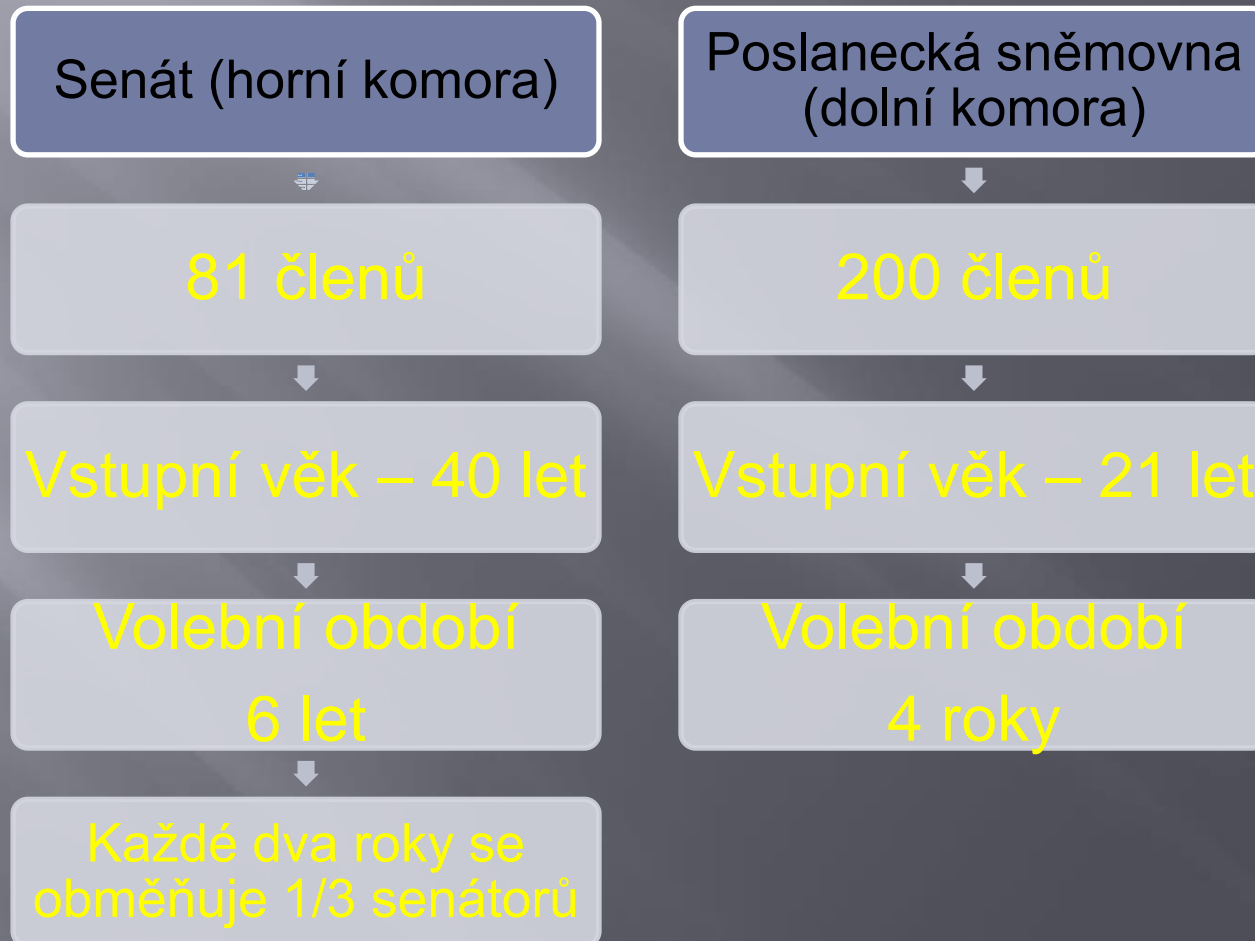 Senát (horní komora)
81 členů
Vstupní věk – 40 let
Volební období
6 let
Každé dva roky se
obměňuje 1/3 senátorů
Poslanecká sněmovna
(dolní komora)
200 členů
Vstupní věk – 21 let
Volební období
4 roky